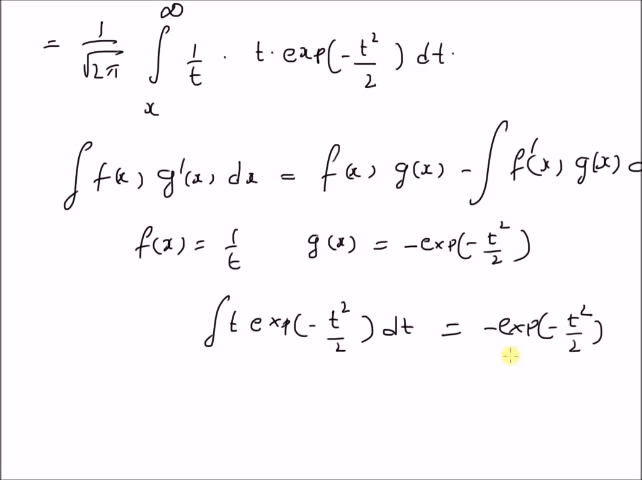 = 1/√2π ∫ₓ^∞ 1/t · t · exp(-t²/2) dt ·
∫ f(x) g'(x) dx = f(x) g(x) - ∫ f'(x) g(x) d
f(x) = 1/t g(x) = -exp(-t²/2)
∫ t exp(-t²/2) dt = -exp(-t²/2)